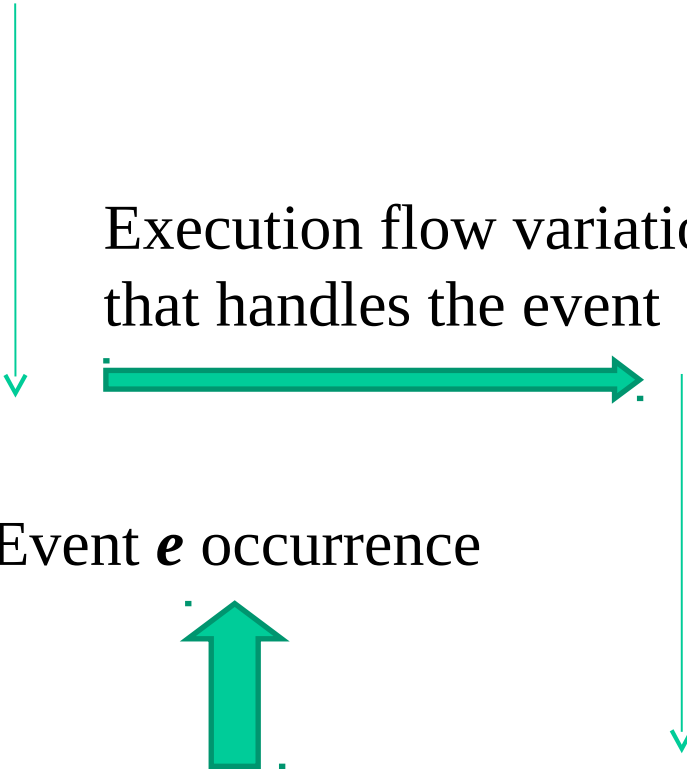 Execution flow variatio
that handles the event
Event e occurrence